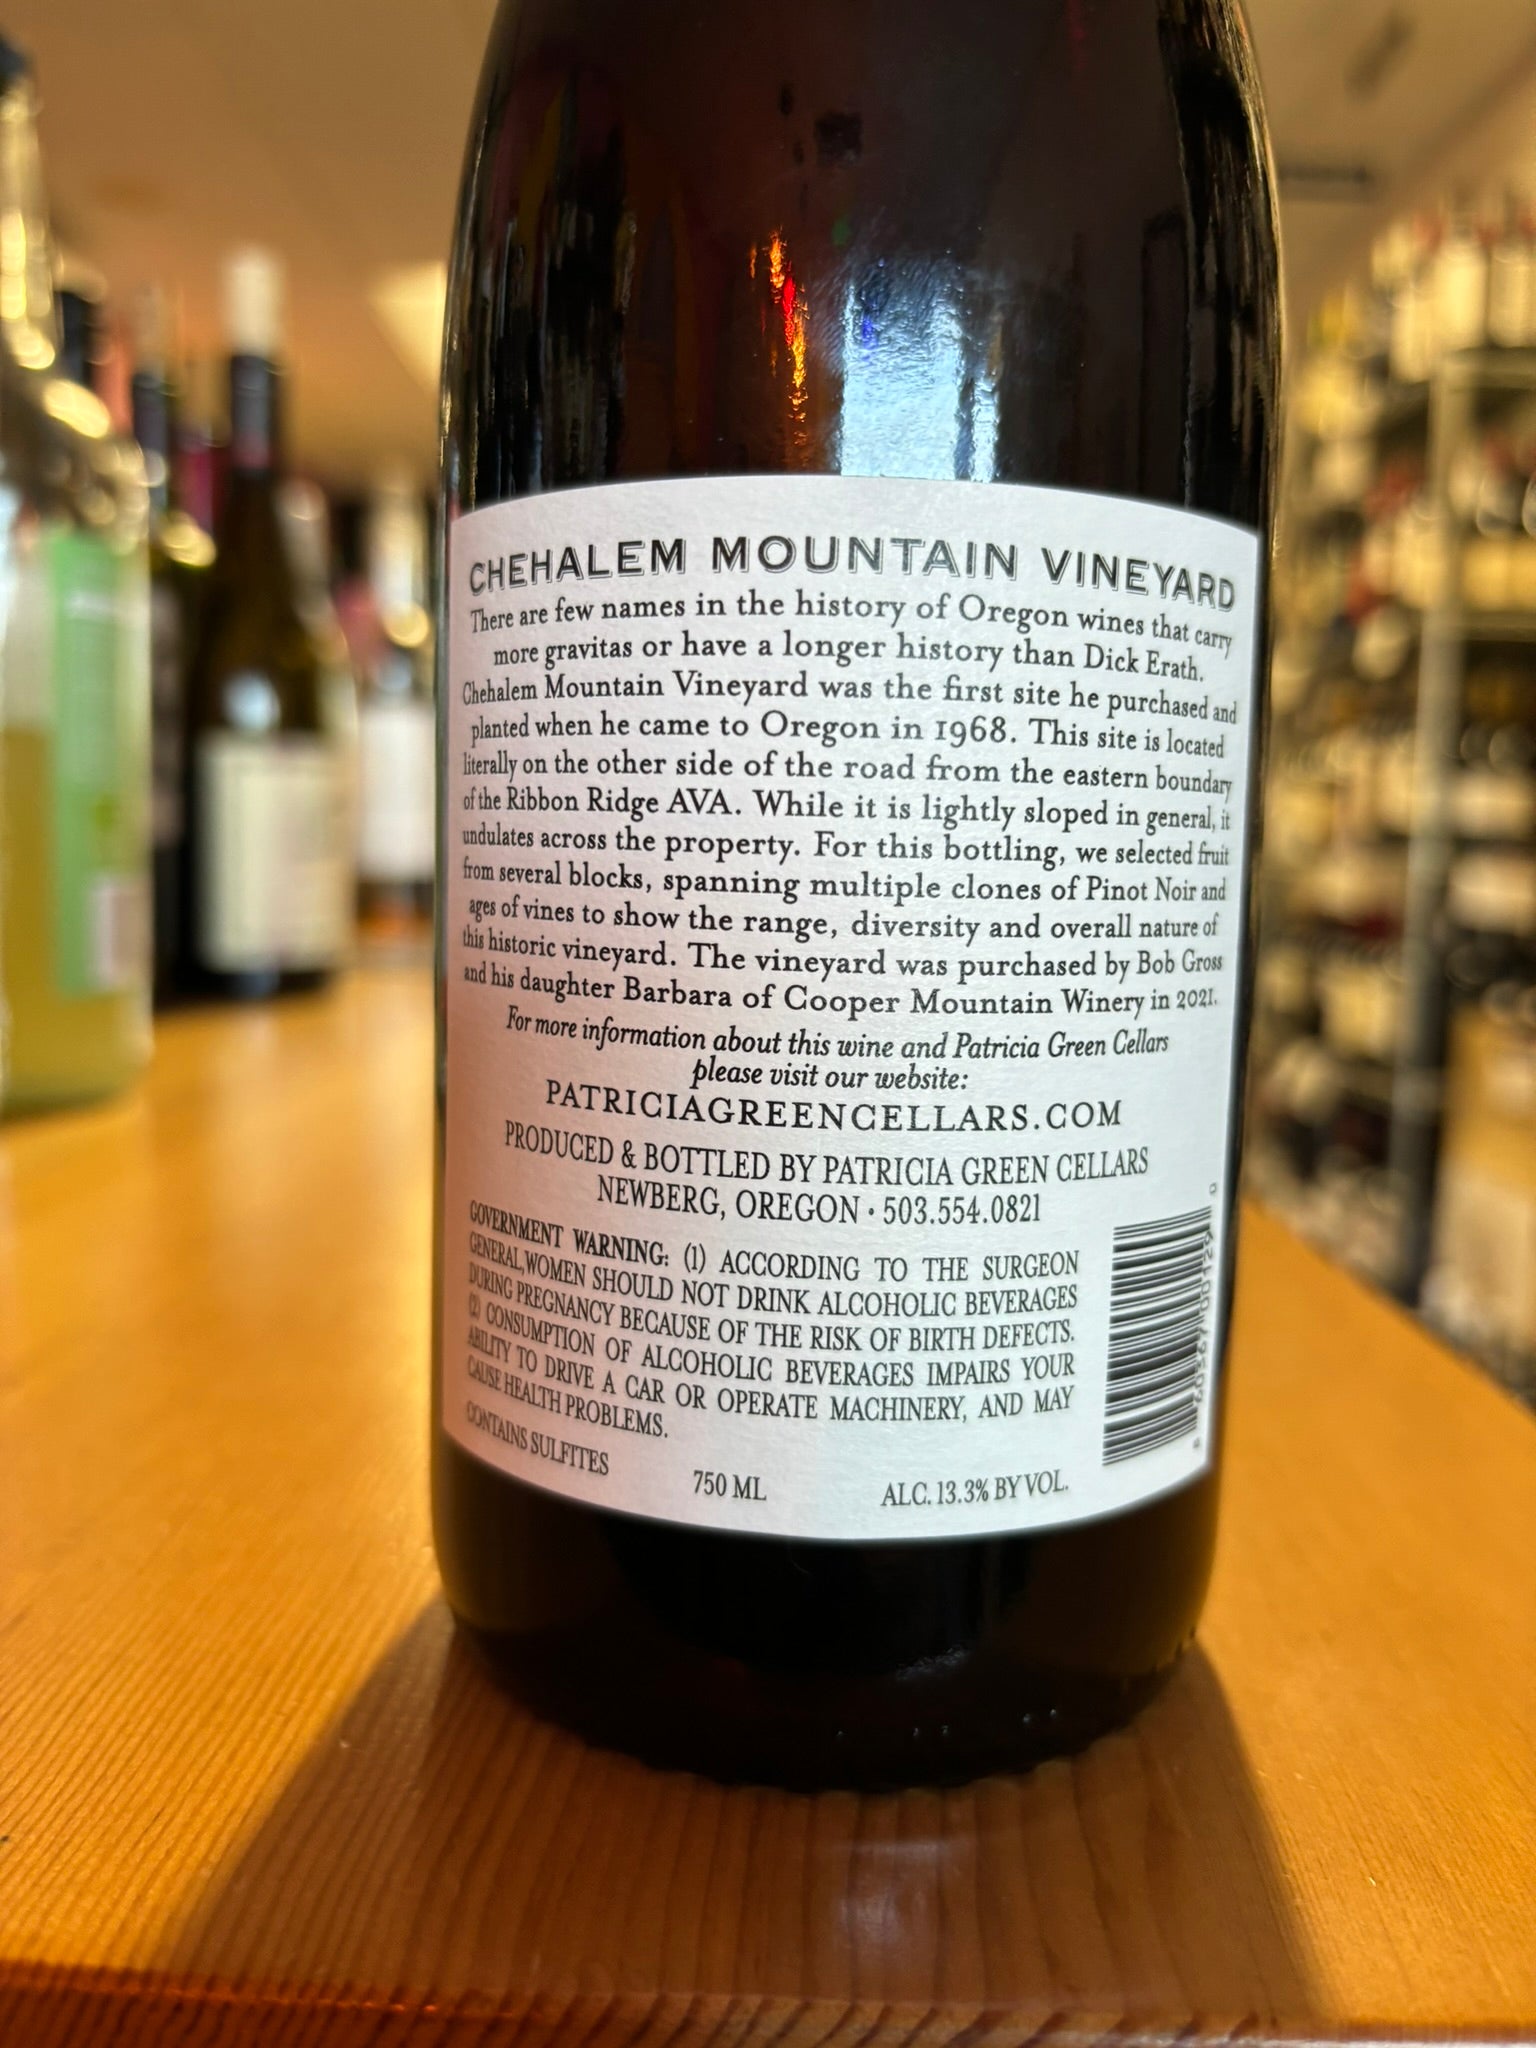 CHEHALEM MOUNTAIN VINEYARD
There are few names in the history of Oregon wines that carry
more gravitas or have a longer history than Dick Erath.
Chehalem Mountain Vineyard was the first site he purchased and
planted when he came to Oregon in 1968. This site is located
literally on the other side of the road from the eastern boundary
of the Ribbon Ridge AVA. While it is lightly sloped in general, it
undulates across the property. For this bottling, we selected fruit
from several blocks, spanning multiple clones of Pinot Noir and
ages of vines to show the range, diversity and overall nature of
this historic vineyard. The vineyard was purchased by Bob Gross
and his daughter Barbara of Cooper Mountain Winery in 2021.
For more information about this wine and Patricia Green Cellars
please visit our website:
PATRICIAGREENCELLARS.COM
PRODUCED & BOTTLED BY PATRICIA GREEN CELLARS
NEWBERG, OREGON • 503.554.0821
GOVERNMENT WARNING: (1) ACCORDING TO THE SURGEON
GENERAL,WOMEN SHOULD NOT DRINK ALCOHOLIC BEVERAGES
DURING PREGNANCY BECAUSE OF THE RISK OF BIRTH DEFECTS.
(2) CONSUMPTION OF ALCOHOLIC BEVERAGES IMPAIRS YOUR
ABILITY TO DRIVE A CAR OR OPERATE MACHINERY, AND MAY
CAUSE HEALTH PROBLEMS.
CONTAINS SULFITES
750 ML
ALC. 13.3% BY VOL.